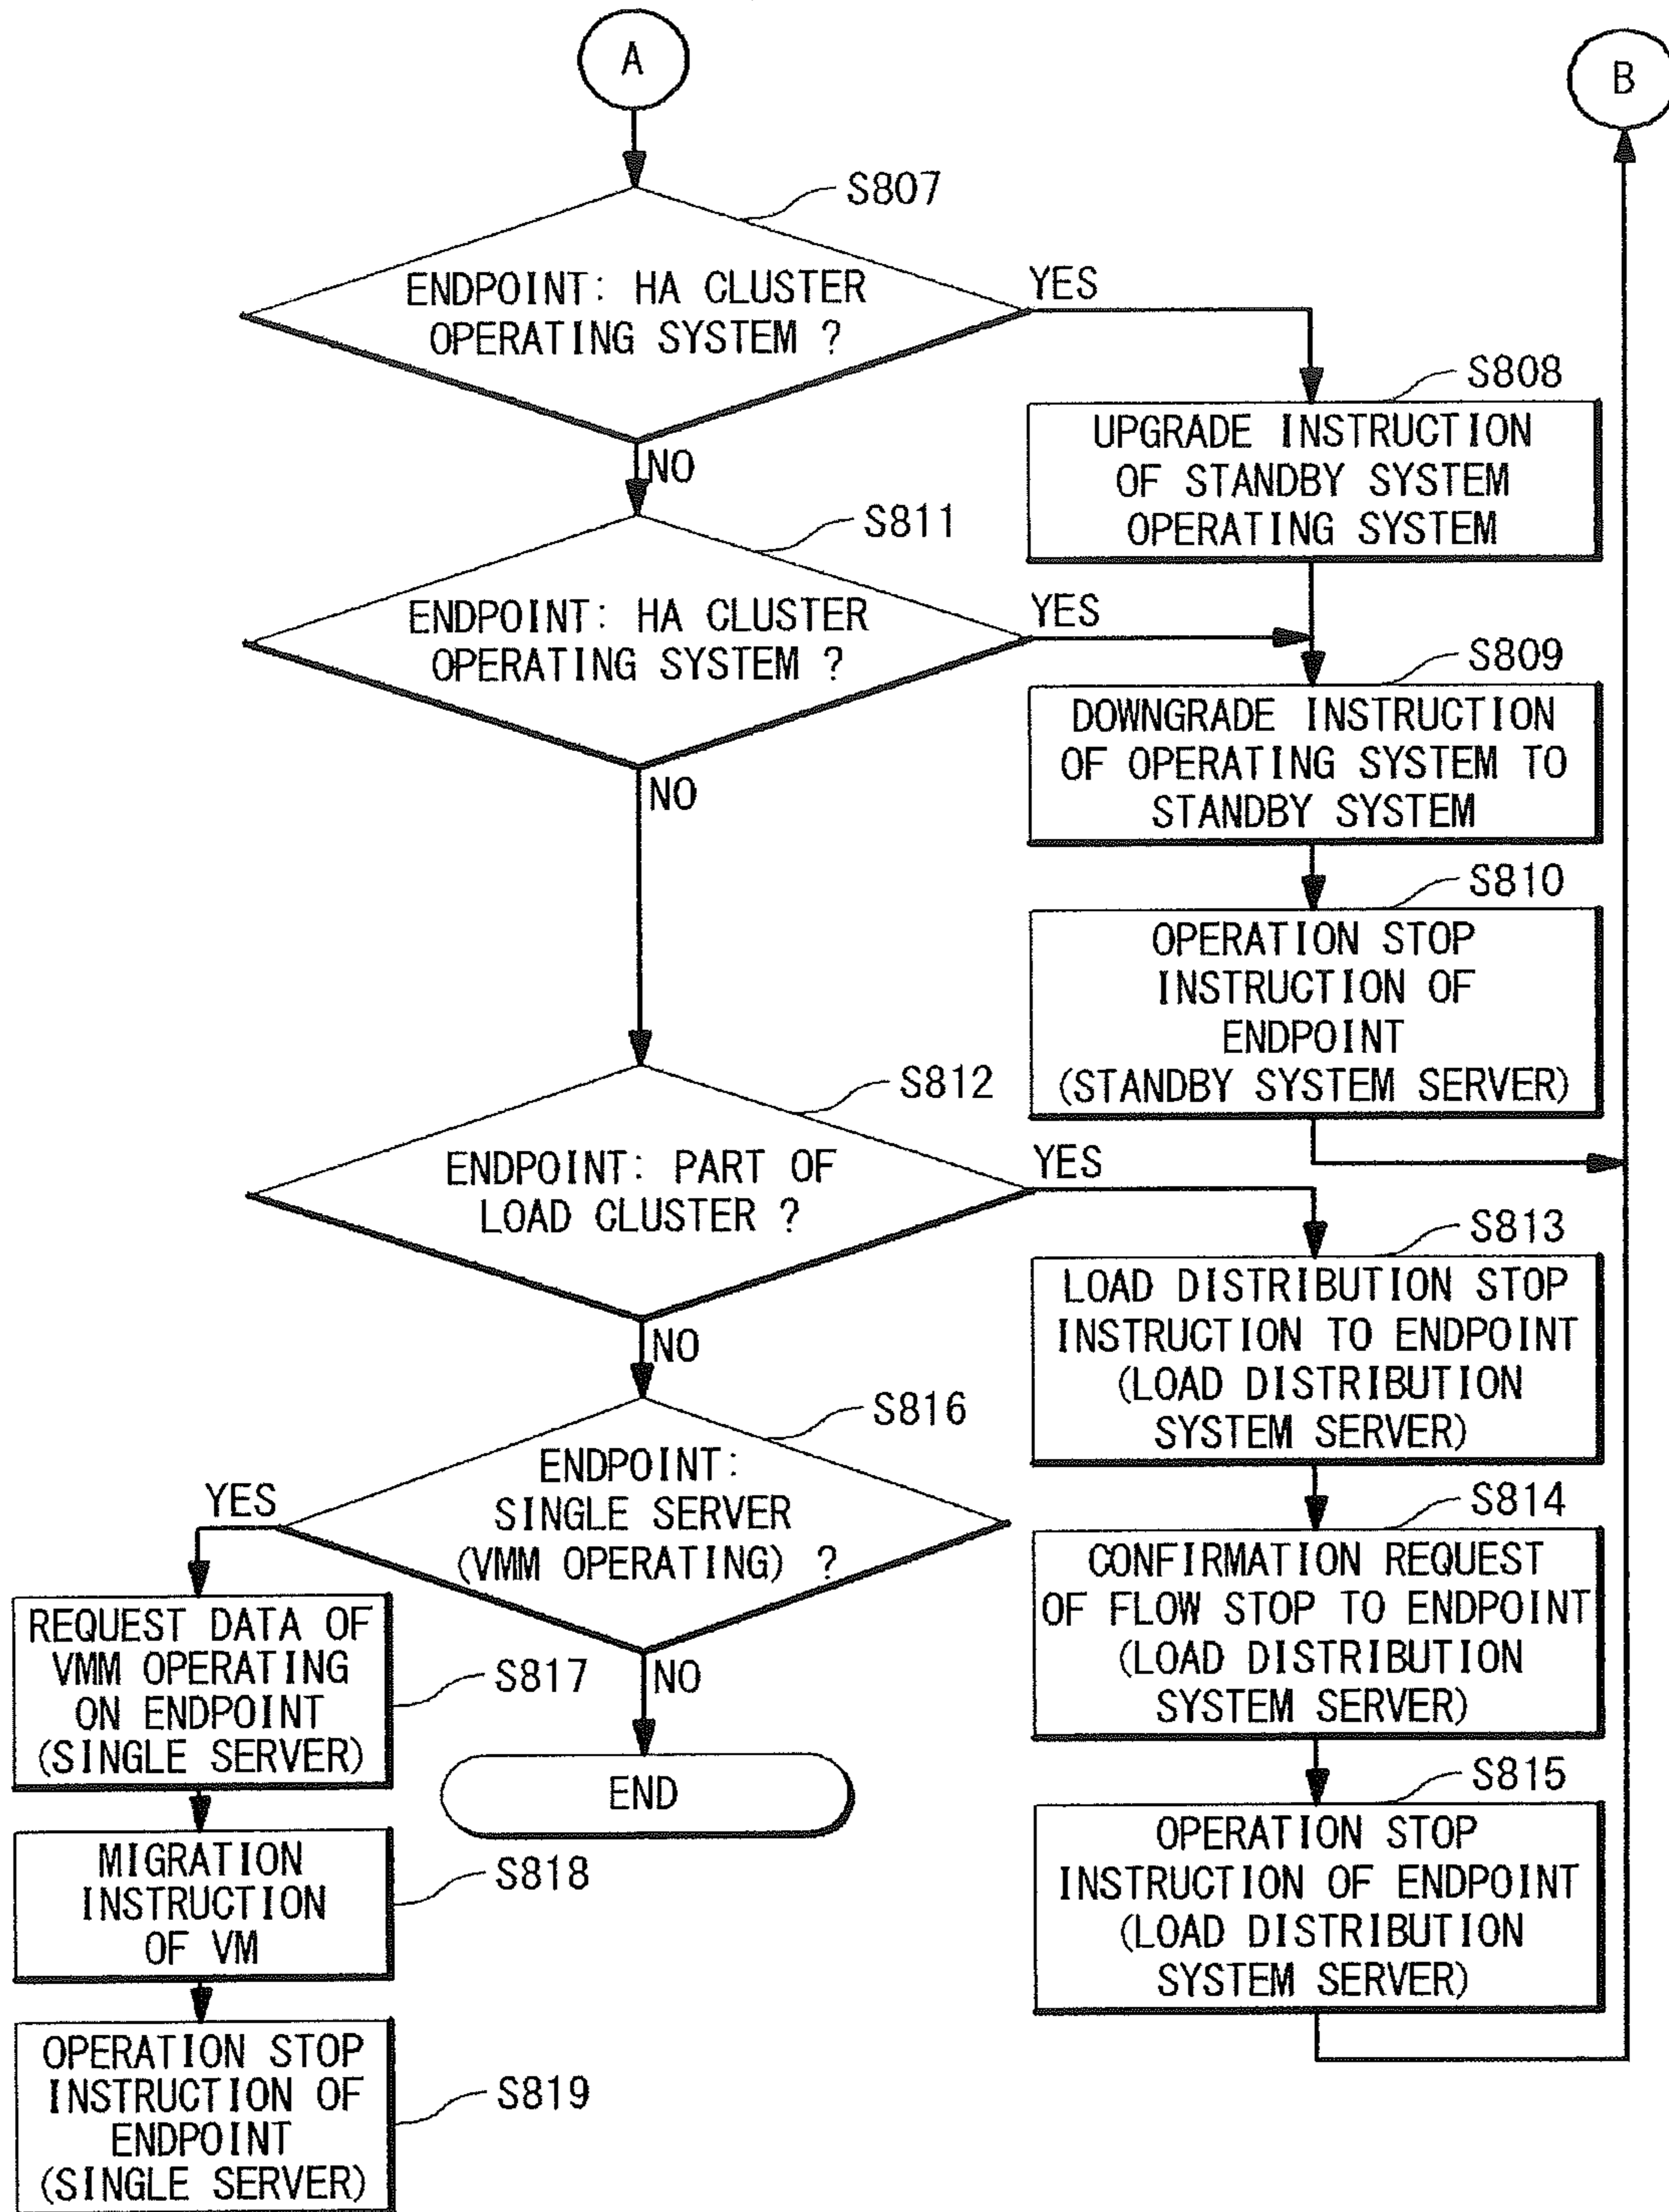 A
B
S807
ENDPOINT: HA CLUSTER
OPERATING SYSTEM ?
YES
NO
S808
UPGRADE INSTRUCTION
OF STANDBY SYSTEM
OPERATING SYSTEM
S811
ENDPOINT: HA CLUSTER
OPERATING SYSTEM ?
YES
NO
S809
DOWNGRADE INSTRUCTION
OF OPERATING SYSTEM TO
STANDBY SYSTEM
S810
OPERATION STOP
INSTRUCTION OF
ENDPOINT
(STANDBY SYSTEM SERVER)
S812
ENDPOINT: PART OF
LOAD CLUSTER ?
YES
NO
S813
LOAD DISTRIBUTION STOP
INSTRUCTION TO ENDPOINT
(LOAD DISTRIBUTION
SYSTEM SERVER)
S816
ENDPOINT:
SINGLE SERVER
(VMM OPERATING) ?
YES
NO
S814
CONFIRMATION REQUEST
OF FLOW STOP TO ENDPOINT
(LOAD DISTRIBUTION
SYSTEM SERVER)
REQUEST DATA OF
VMM OPERATING
ON ENDPOINT
(SINGLE SERVER)
S817
END
S815
OPERATION STOP
INSTRUCTION OF ENDPOINT
(LOAD DISTRIBUTION
SYSTEM SERVER)
MIGRATION
INSTRUCTION
OF VM
S818
OPERATION STOP
INSTRUCTION OF
ENDPOINT
(SINGLE SERVER)
S819